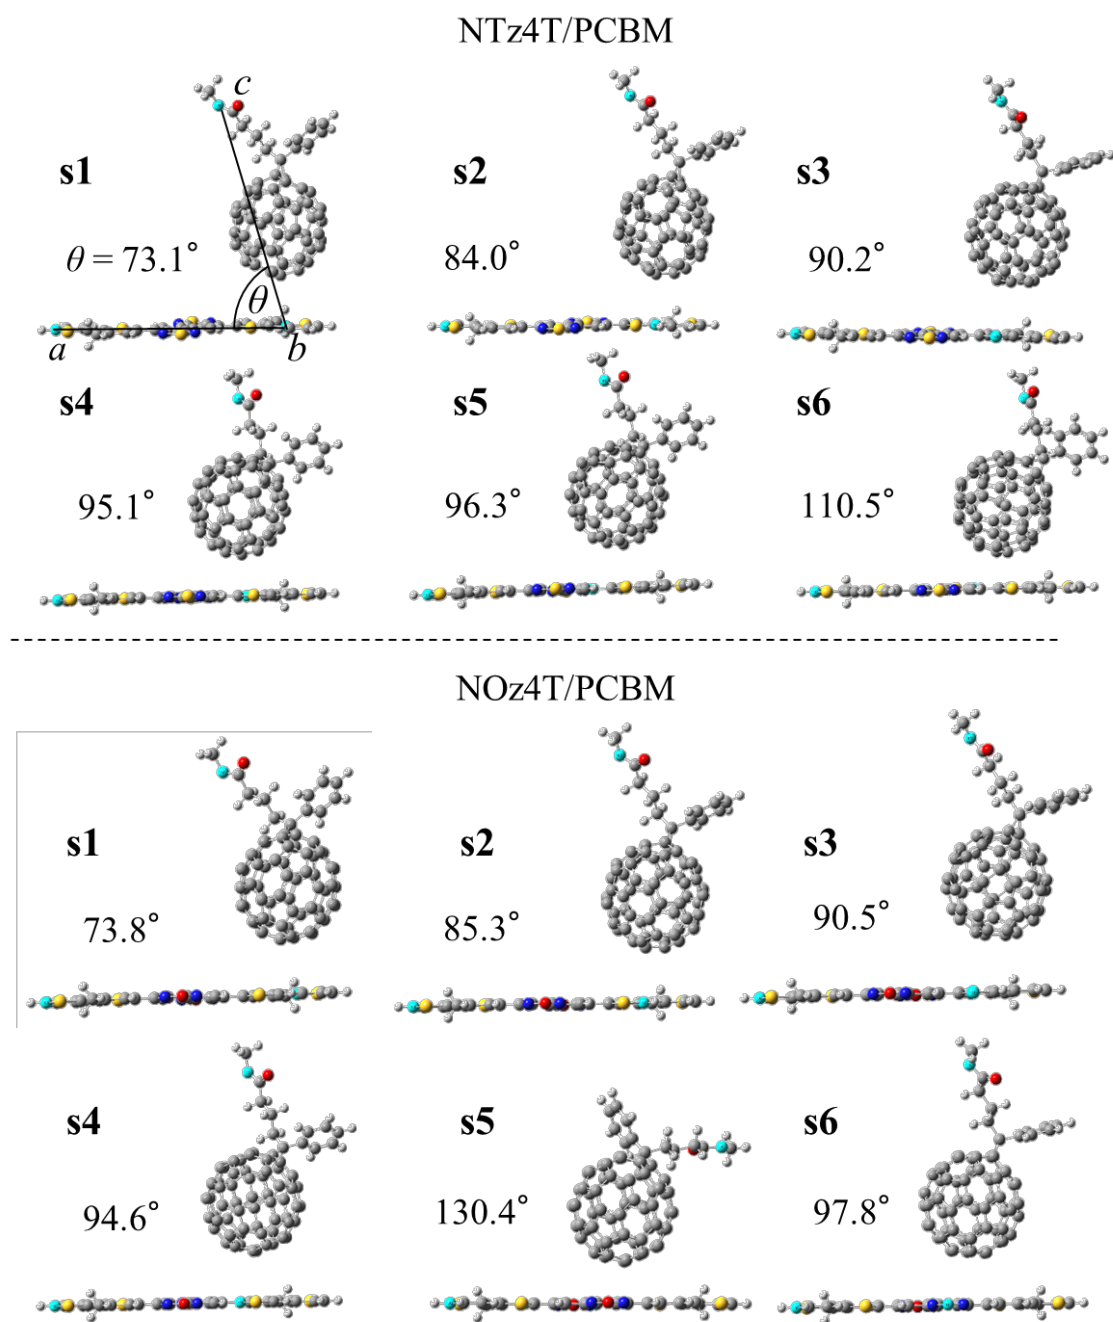 NTz4T/PCBM
c
s1
s2
s3
θ = 73.1°
84.0°
90.2°
θ
a
b
s4
s5
s6
95.1°
96.3°
110.5°
NOz4T/PCBM
s1
s2
s3
73.8°
85.3°
90.5°
s4
s5
s6
94.6°
130.4°
97.8°